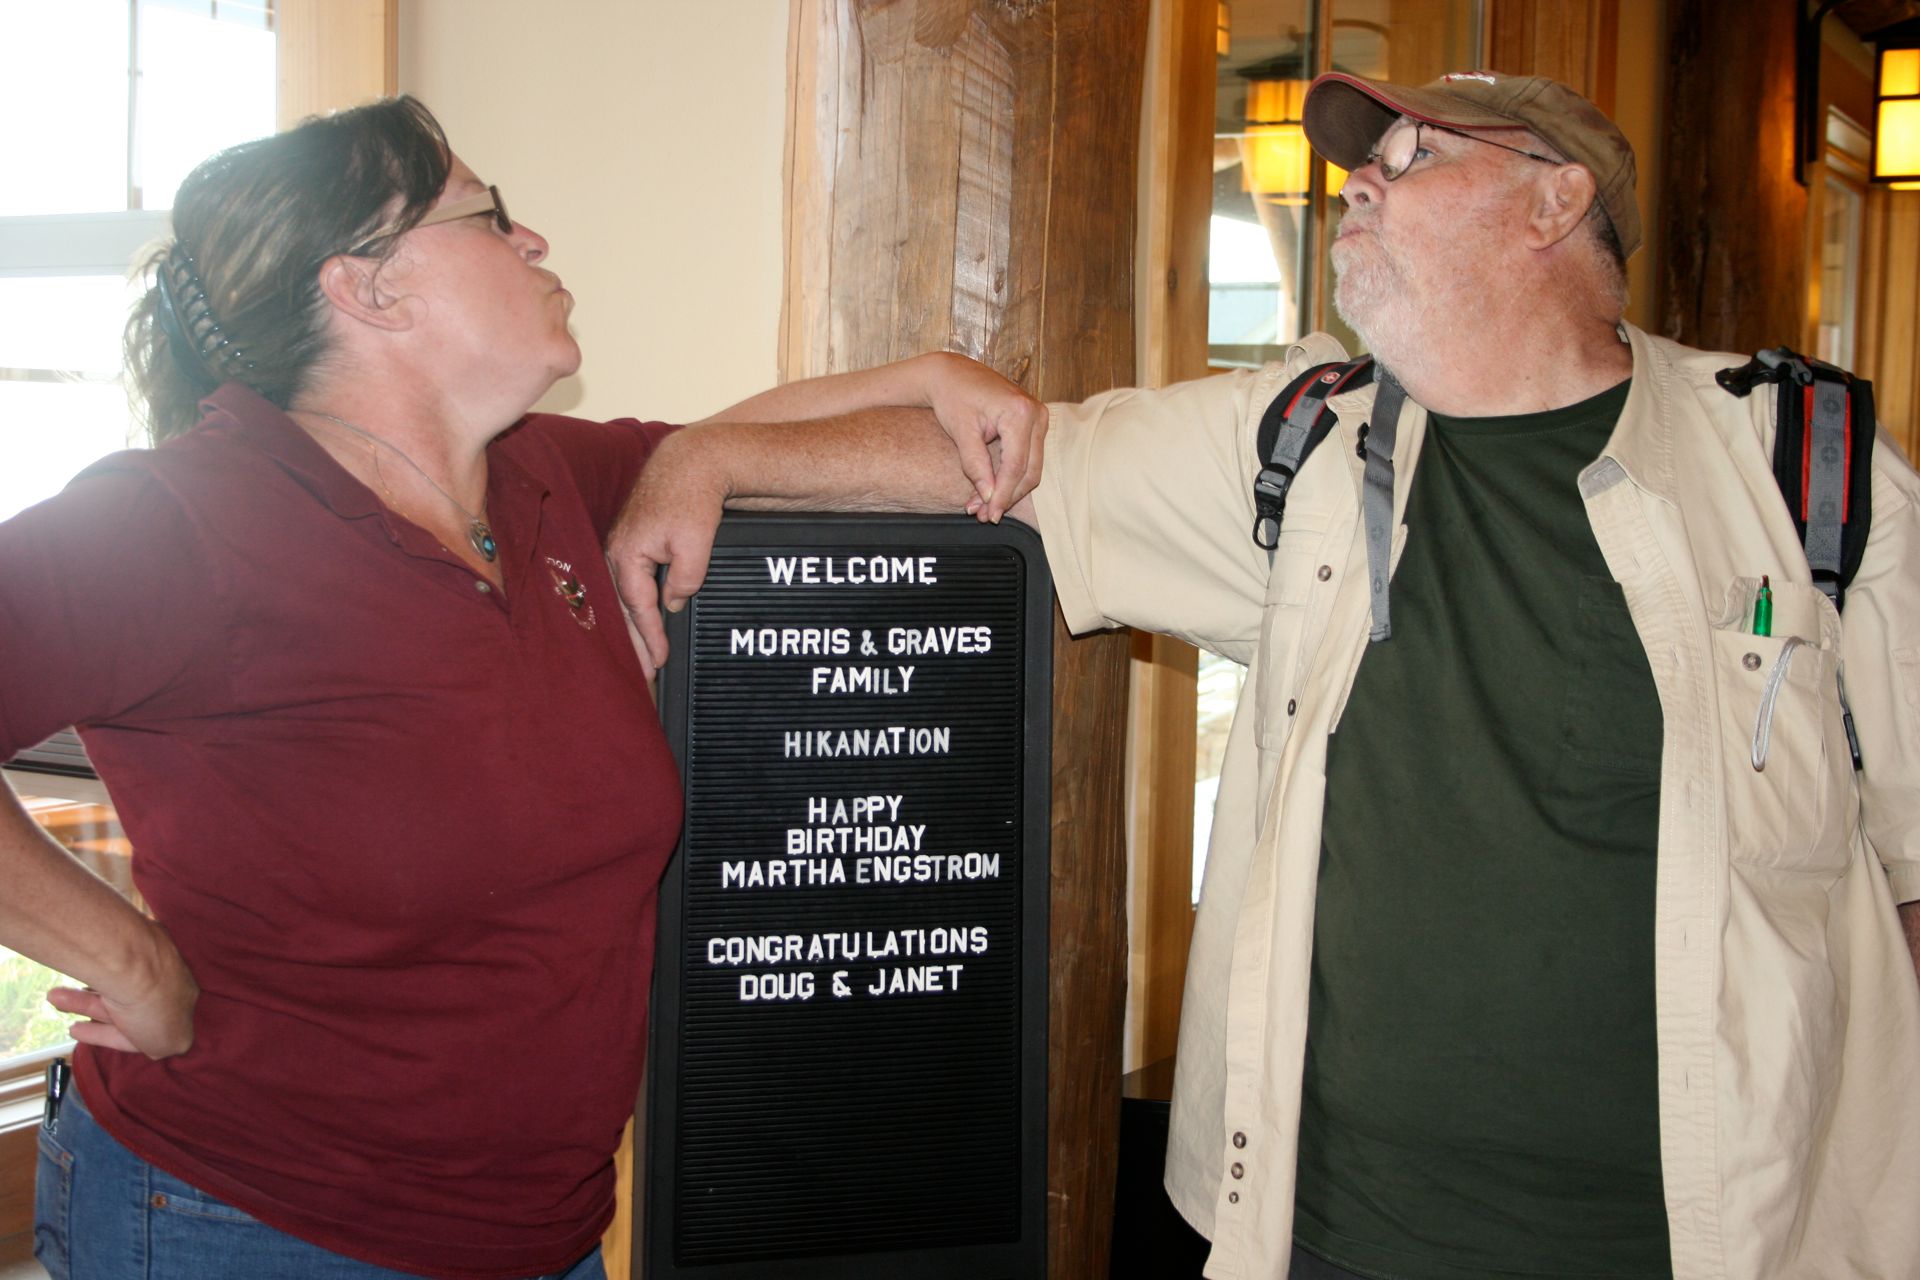 WELCOME
MORRIS & GRAVES
FAMILY
HIKANATION
HAPPY
BIRTHDAY
MARTHA ENGSTROM
CONGRATULATIONS
DOUG & JANET